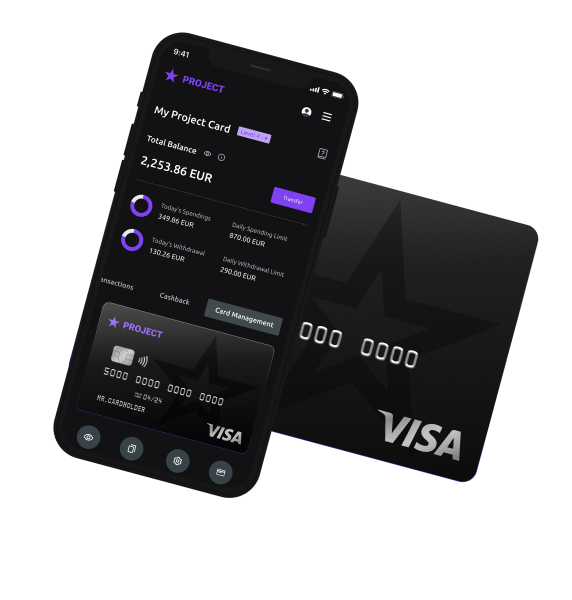 9:41
PROJECT
My Project Card
Level 4
Total Balance
2,253.86 EUR
Transfer
Today's Spendings
349.86 EUR
Daily Spending Limit
870.00 EUR
Today's Withdrawal
130.26 EUR
Daily Withdrawal Limit
290.00 EUR
ansactions
Cashback
Card Management
PROJECT
5000 0000 0000 0000
04/24
MR.CARDHOLDER
VISA
000 0000
VISA